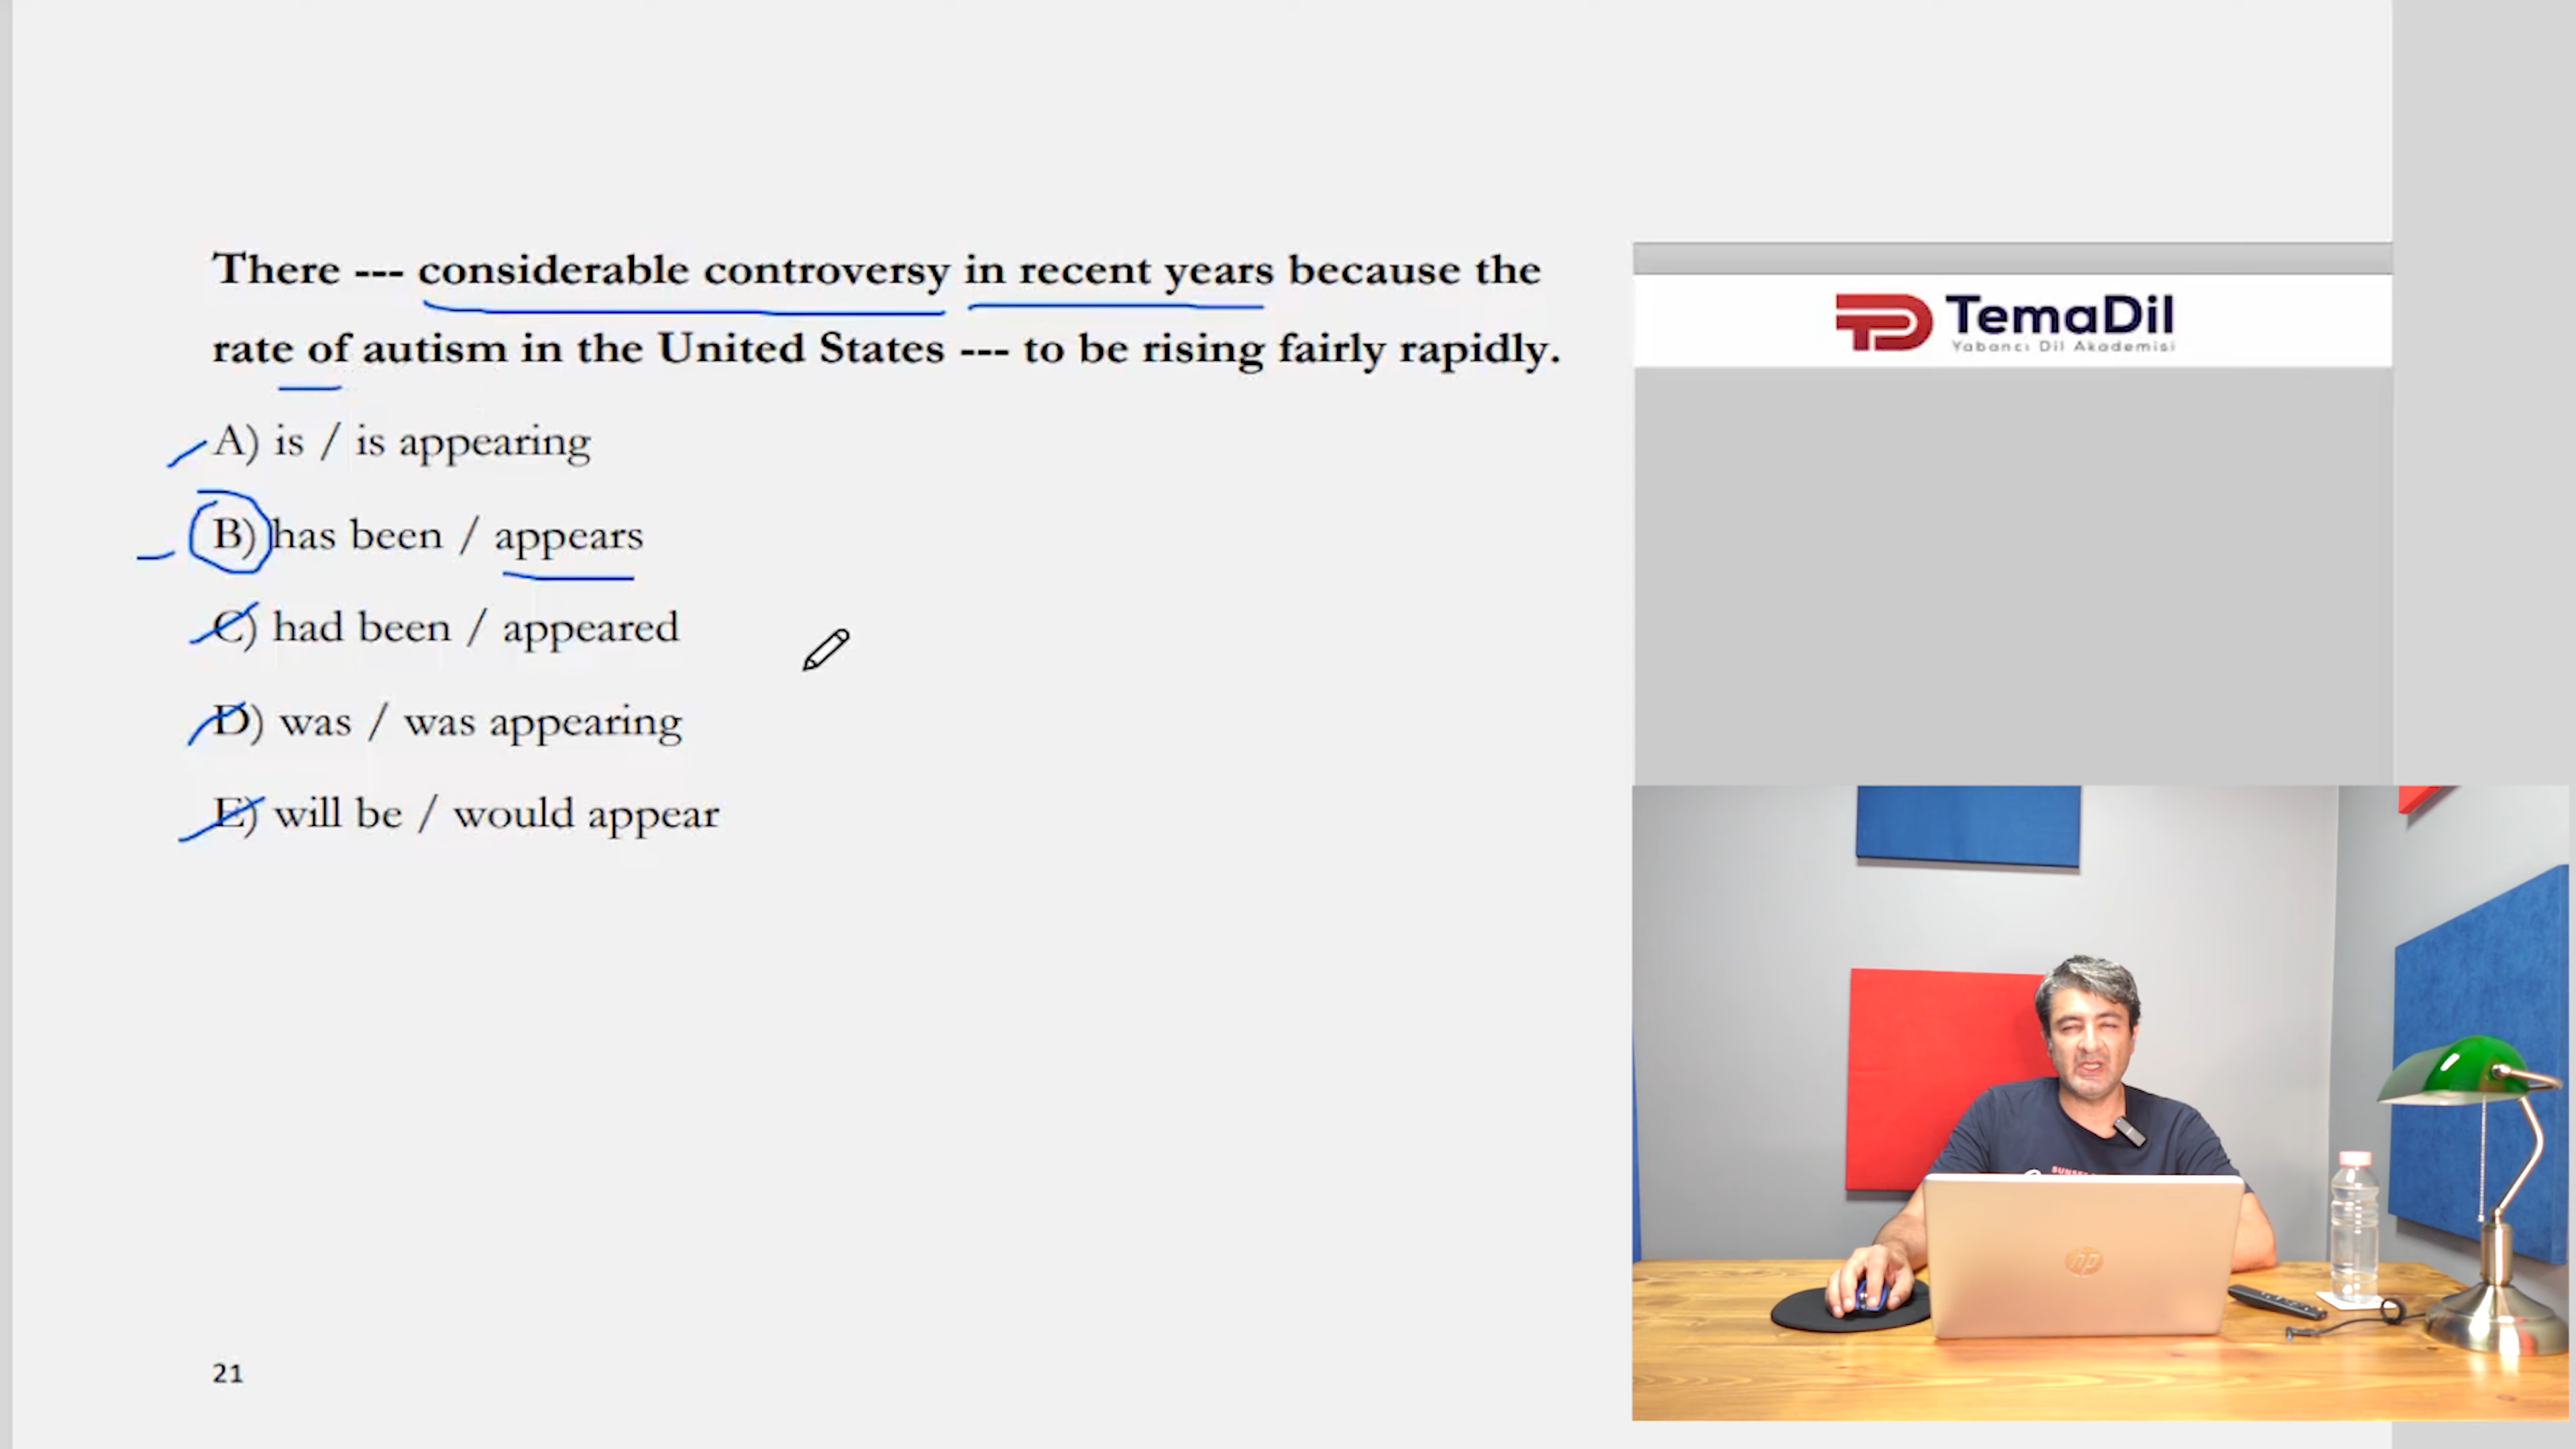 There --- considerable controversy in recent years because the
rate of autism in the United States --- to be rising fairly rapidly.
A) is / is appearing
B) has been / appears
C) had been / appeared
D) was / was appearing
E) will be / would appear
21
TemaDil
Yabancı Dil Akademisi
hp